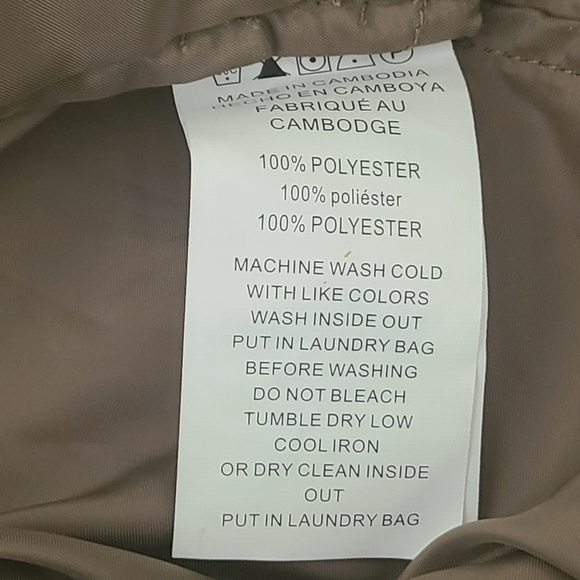 MADE IN CAMBODIA
HECHO EN CAMBOYA
FABRIQUÉ AU
CAMBODGE
100% POLYESTER
100% poliéster
100% POLYESTER
MACHINE WASH COLD
WITH LIKE COLORS
WASH INSIDE OUT
PUT IN LAUNDRY BAG
BEFORE WASHING
DO NOT BLEACH
TUMBLE DRY LOW
COOL IRON
OR DRY CLEAN INSIDE
OUT
PUT IN LAUNDRY BAG